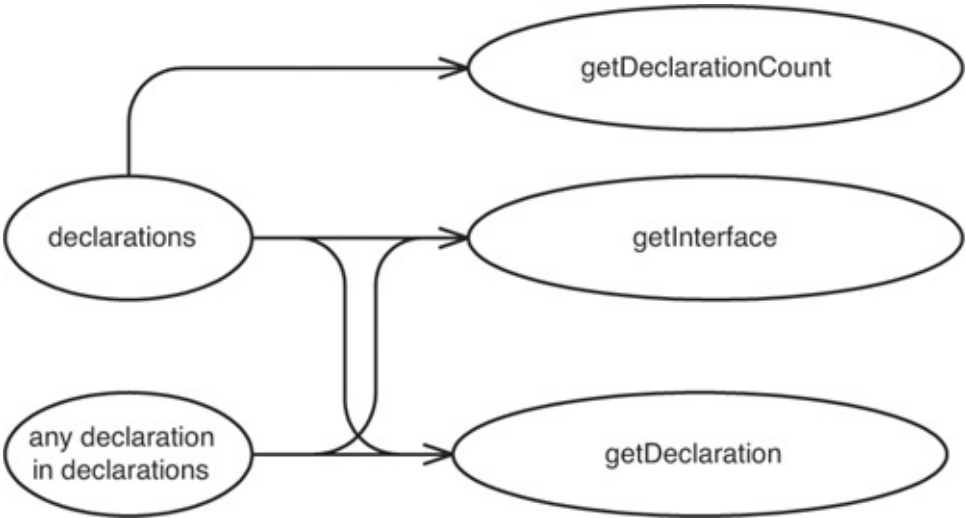 getDeclarationCount
declarations
getInterface
any declaration
in declarations
getDeclaration